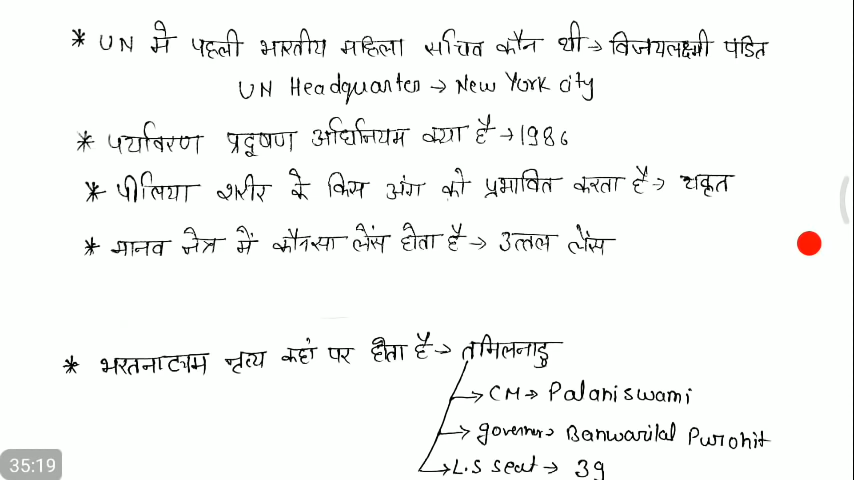 * UN में पहली भारतीय महिला सचिव कौन थी → विजयलक्ष्मी पंडित
UN Headquarter → New York city
* पर्यावरण प्रदूषण अधिनियम क्या है → 1986
* पीलिया शरीर के किस अंग को प्रभावित करता है → यकृत
* मानव नेत्र में कौनसा लेंस होता है → उत्तल लेंस
* भरतनाट्यम नृत्य कहां पर होता है → तमिलनाडु
→ CM → Palaniswami
→ governer → Banwarilal Purohit
→ L.S seat → 39
35:19